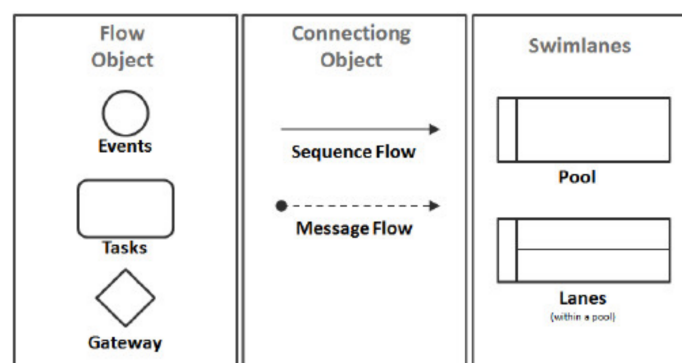 Flow
Object
Events
Tasks
Gateway
Connectiong
Object
Sequence Flow
Message Flow
Swimlanes
Pool
Lanes
(within a pool)